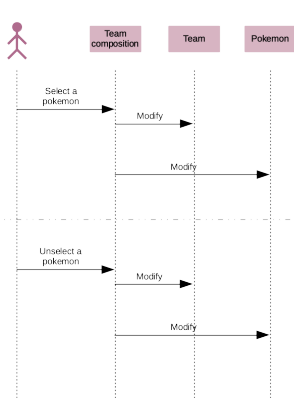 Team
composition
Team
Pokemon
Select a
pokemon
Modify
Modify
Unselect a
pokemon
Modify
Modify